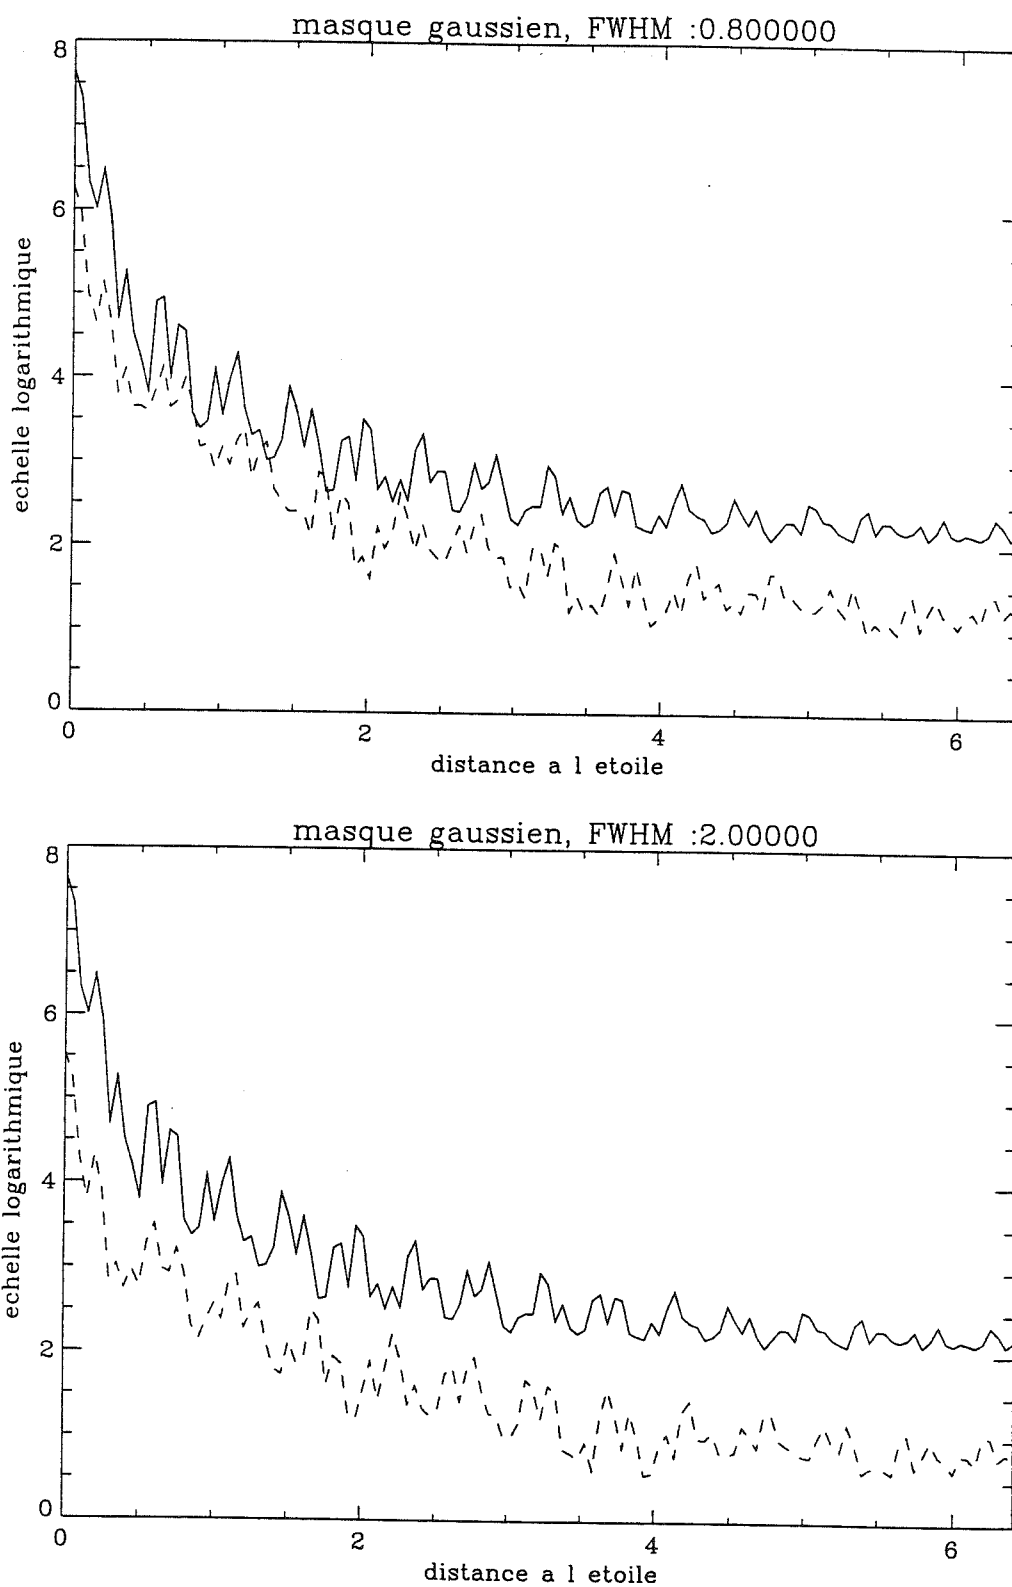 masque gaussien, FWHM :0.800000
8
6
4
2
0
echelle logarithmique
0 2 4 6
distance a l etoile
masque gaussien, FWHM :2.00000
8
6
4
2
0
echelle logarithmique
0 2 4 6
distance a l etoile